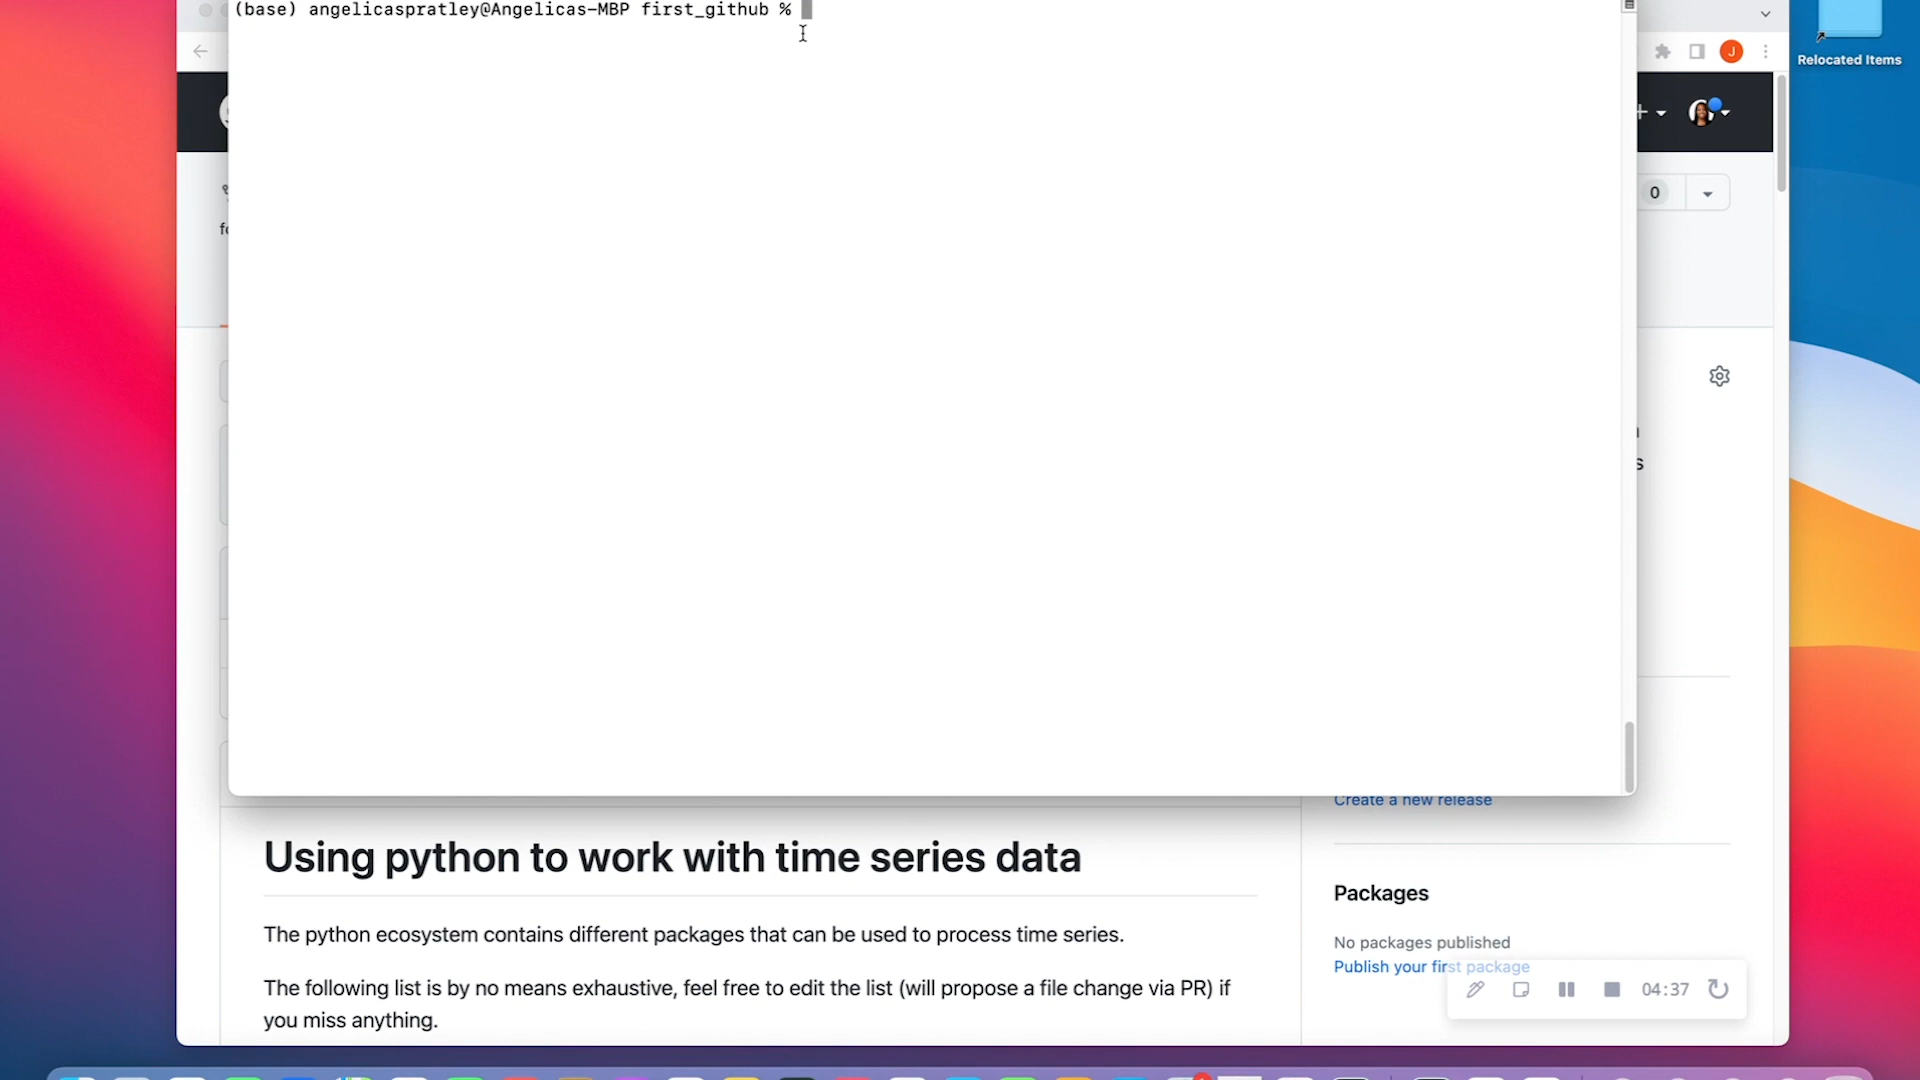 (base) angelicaspratley@Angelicas-MBP first_github %
Relocated Items
J
0
Create a new release
Using python to work with time series data
The python ecosystem contains different packages that can be used to process time series.
The following list is by no means exhaustive, feel free to edit the list (will propose a file change via PR) if
you miss anything.
Packages
No packages published
Publish your first package
04:37